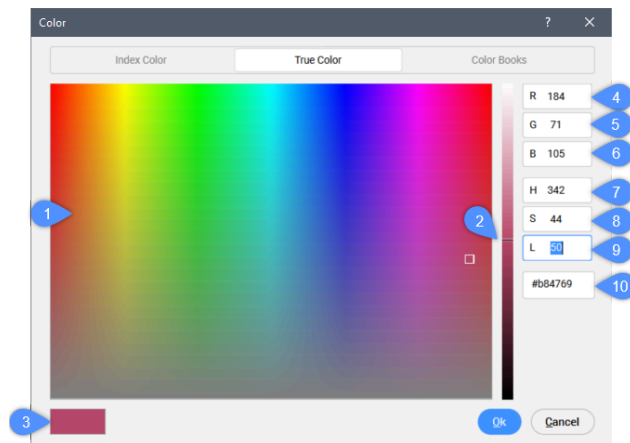 Color ? ×
Index Color True Color Color Books
R 184 4
G 71 5
B 105 6
H 342 7
1
2
S 44 8
L 50 9
#b84769 10
3
Ok Cancel